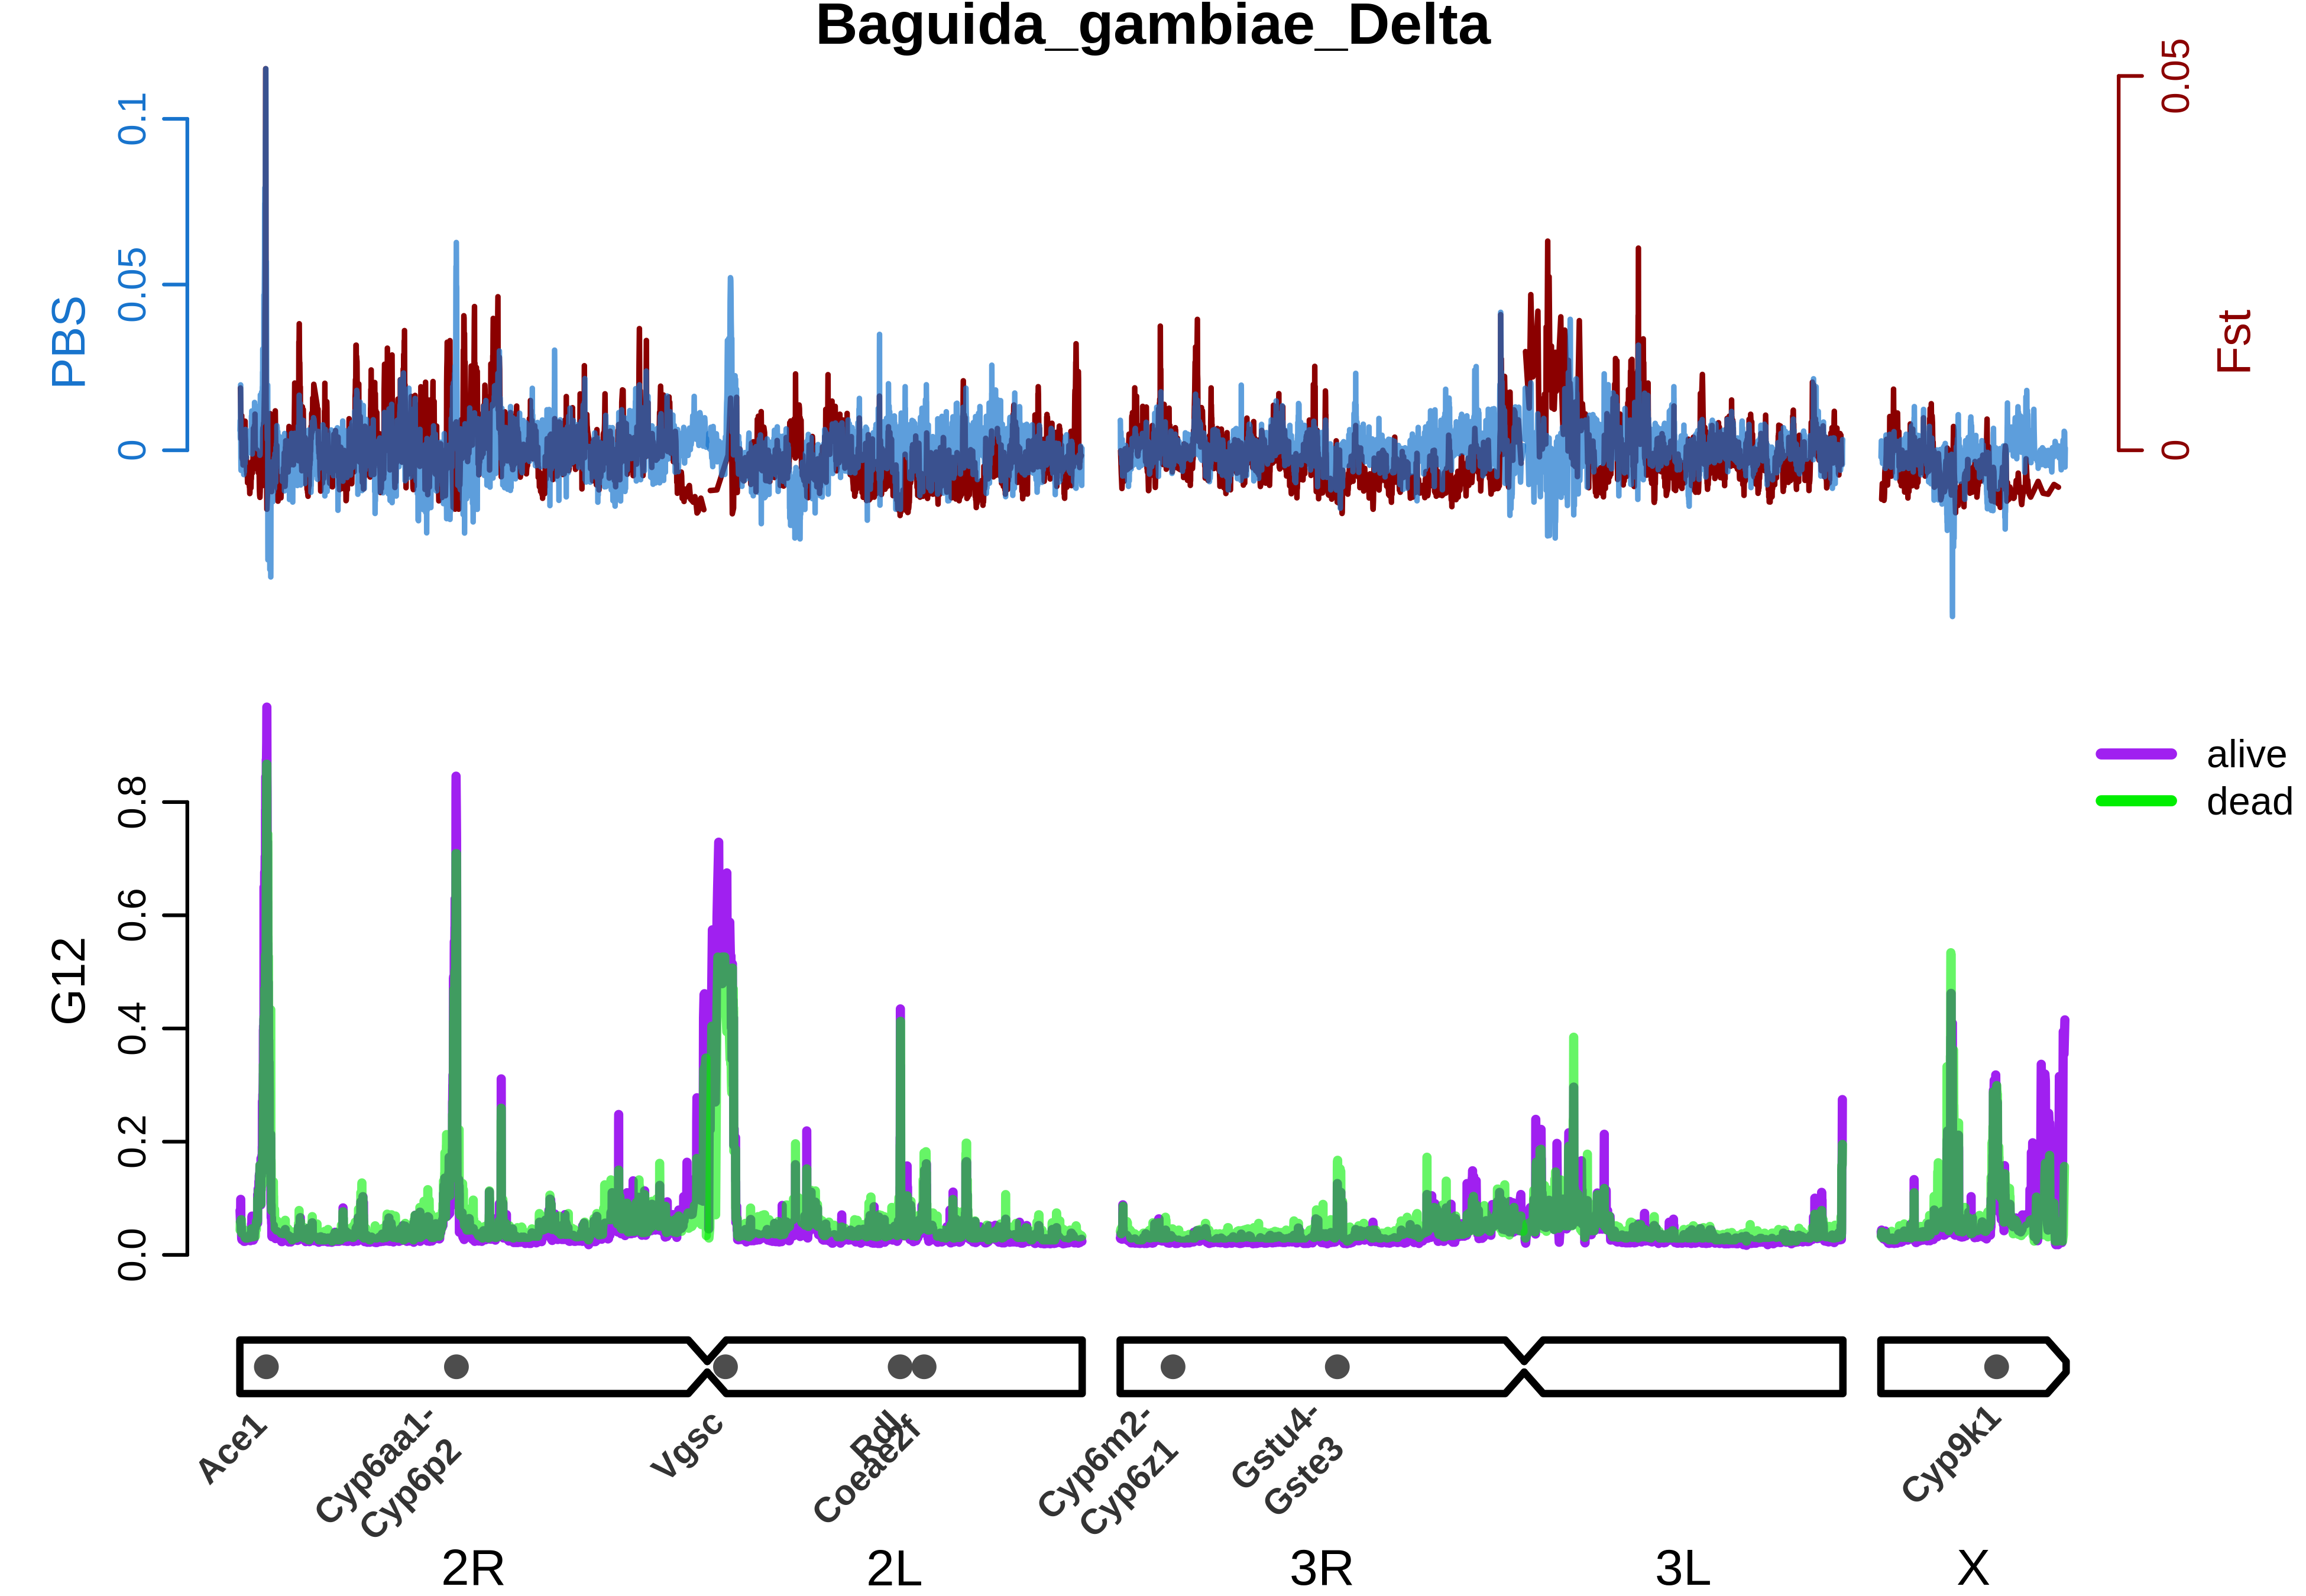 Baguida_gambiae_Delta
PBS
0
0.05
0.1
Fst
0
0.05
G12
0.0
0.2
0.4
0.6
0.8
alive
dead
Ace1
Cyp6aa1-
Cyp6p2
Vgsc
Rdl
Coeae2f
Cyp6m2-
Cyp6z1
Gstu4-
Gste3
Cyp9k1
2R
2L
3R
3L
X